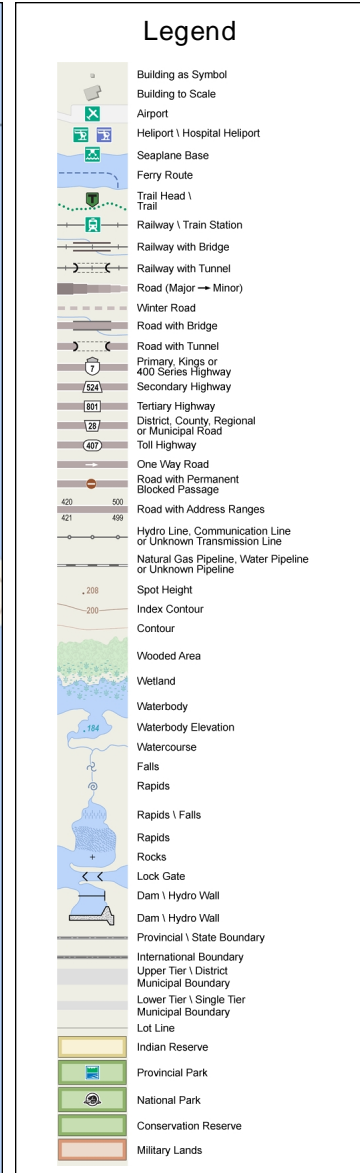 Legend
Building as Symbol
Building to Scale
Airport
Heliport \ Hospital Heliport
Seaplane Base
Ferry Route
T
Trail Head \
Trail
Railway \ Train Station
Railway with Bridge
Railway with Tunnel
Road (Major → Minor)
Winter Road
Road with Bridge
Road with Tunnel
7
Primary, Kings or
400 Series Highway
524
Secondary Highway
801
Tertiary Highway
28
District, County, Regional
or Municipal Road
407
Toll Highway
One Way Road
Road with Permanent
Blocked Passage
420 500
Road with Address Ranges
421 499
Hydro Line, Communication Line
or Unknown Transmission Line
Natural Gas Pipeline, Water Pipeline
or Unknown Pipeline
.208 Spot Height
200 Index Contour
Contour
Wooded Area
Wetland
Waterbody
.184 Waterbody Elevation
Watercourse
Falls
Rapids
Rapids \ Falls
Rapids
Rocks
Lock Gate
Dam \ Hydro Wall
Dam \ Hydro Wall
Provincial \ State Boundary
International Boundary
Upper Tier \ District
Municipal Boundary
Lower Tier \ Single Tier
Municipal Boundary
Lot Line
Indian Reserve
Provincial Park
National Park
Conservation Reserve
Military Lands